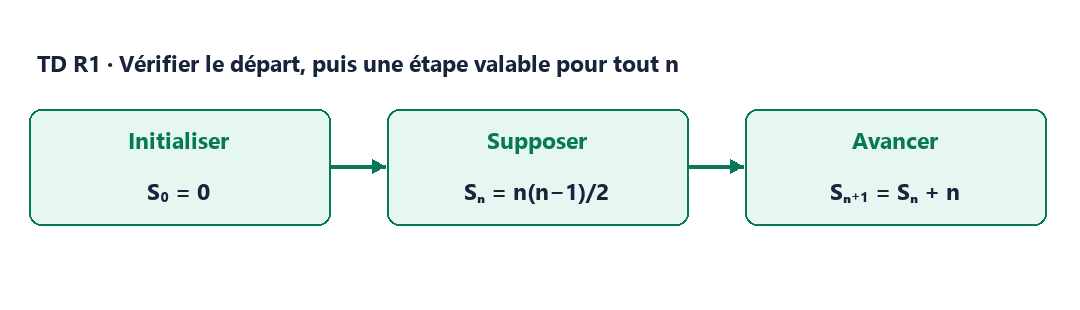 TD R1 · Vérifier le départ, puis une étape valable pour tout n
Initialiser
S₀ = 0
Supposer
Sₙ = n(n−1)/2
Avancer
Sₙ₊₁ = Sₙ + n